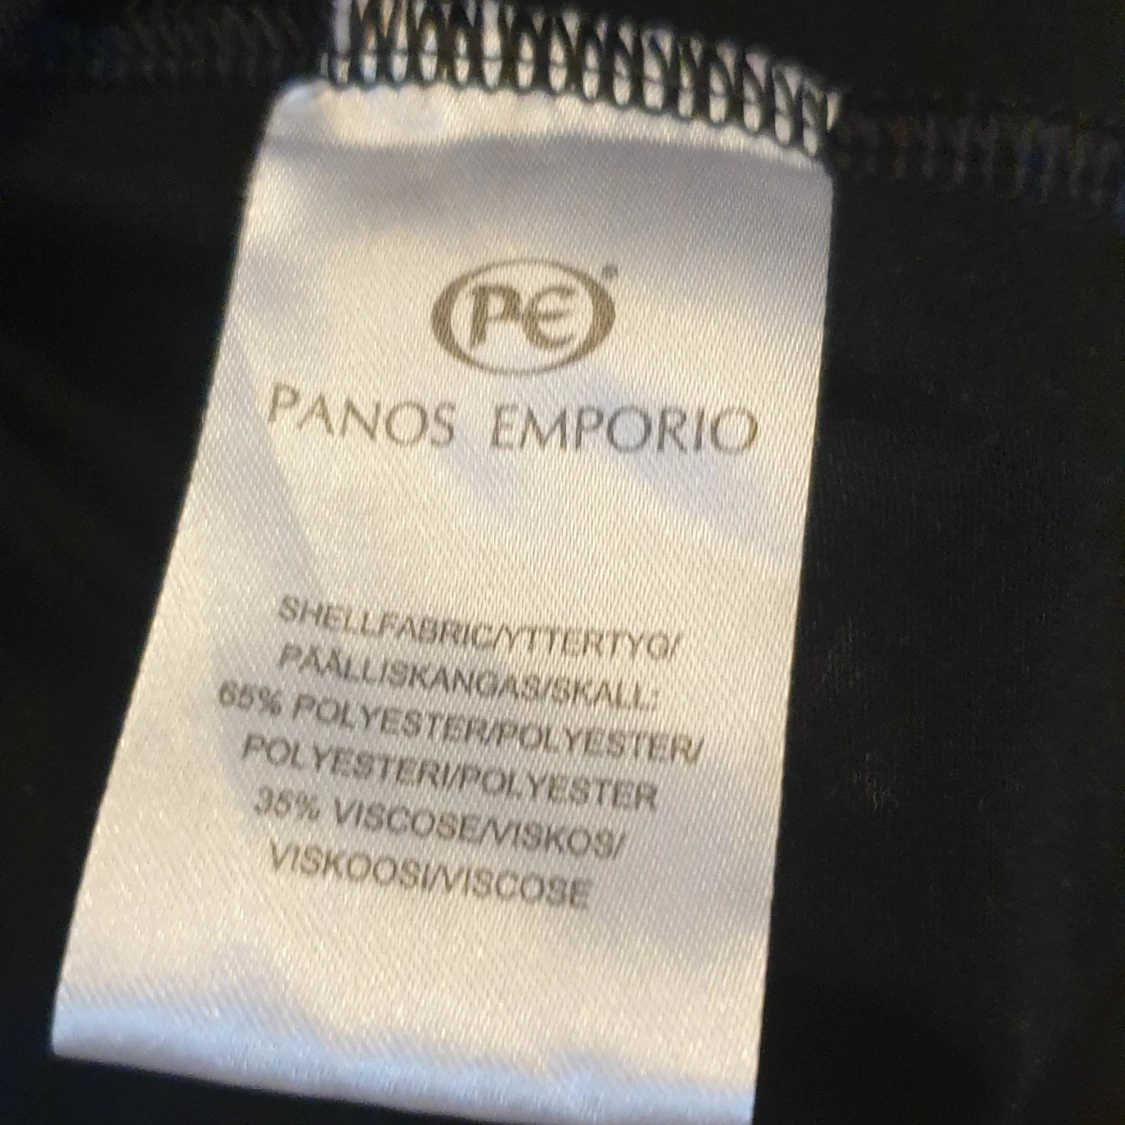 PE®
PANOS EMPORIO
SHELLFABRIC/YTTERTYG/
PÄÄLLISKANGAS/SKALL:
65% POLYESTER/POLYESTER/
POLYESTERI/POLYESTER
35% VISCOSE/VISKOS/
VISKOOSI/VISCOSE